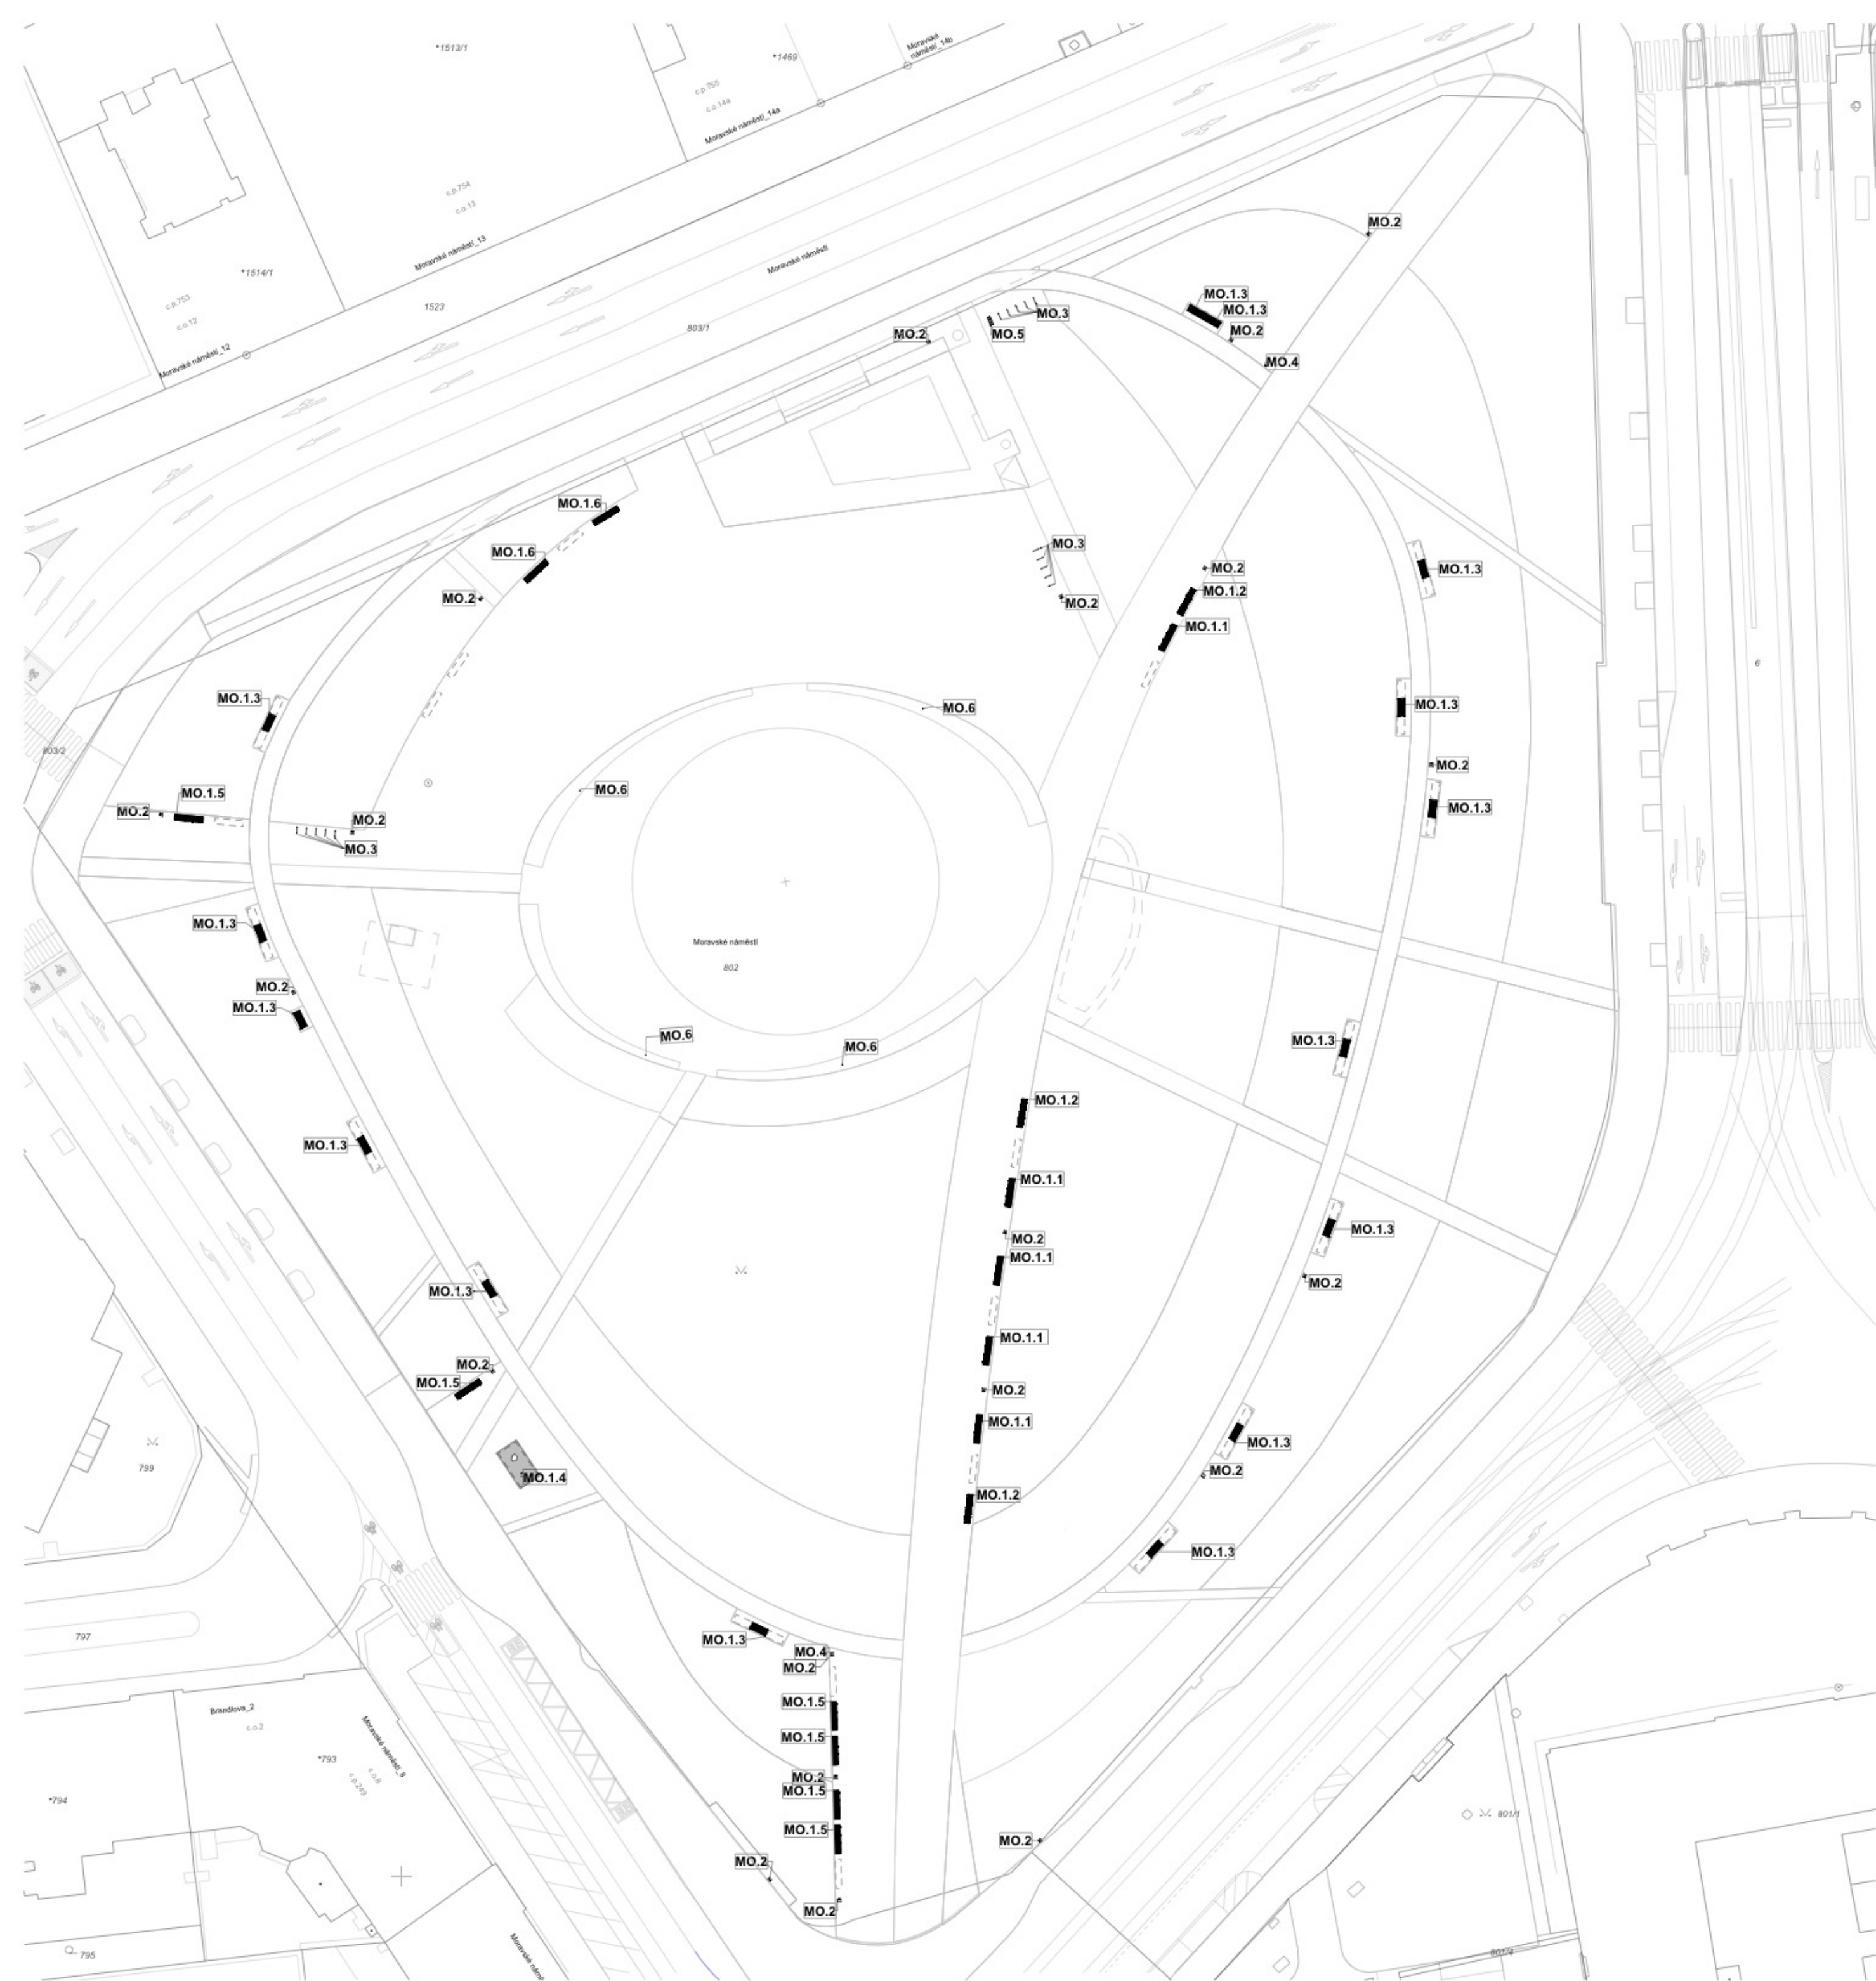 *1513/1
*1469
Moravské
náměstí_14b
č.p.755
č.o.14a
Moravské náměstí_14a
č.p.754
č.o.13
Moravské náměstí_13
*1514/1
č.p.753
č.o.12
1523
Moravské náměstí
803/1
Moravské náměstí_12
MO.2
MO.1.3
MO.1.3
MO.3
MO.2
MO.5
MO.2
MO.4
MO.1.6
MO.1.6
MO.3
MO.2
MO.1.3
MO.2
MO.2
MO.1.2
MO.1.1
6
MO.1.3
MO.1.3
MO.6
803/2
MO.2
MO.6
MO.1.5
MO.2
MO.2
MO.1.3
MO.3
MO.1.3
Moravské náměstí
802
MO.2
MO.1.3
MO.6
MO.6
MO.1.3
MO.1.2
MO.1.3
MO.1.1
MO.1.3
MO.2
MO.1.1
MO.2
MO.1.3
MO.1.1
MO.2
MO.1.5
MO.2
MO.1.1
MO.1.3
799
MO.1.4
MO.2
MO.1.2
MO.1.3
797
MO.1.3
MO.4
MO.2
MO.1.5
Brandlova_2
č.o.2
Moravské náměstí_8
č.o.8
č.p.249
*793
MO.1.5
MO.2
MO.1.5
*794
801/1
MO.1.5
MO.2
MO.2
MO.2
795
801/4
Moravské námě